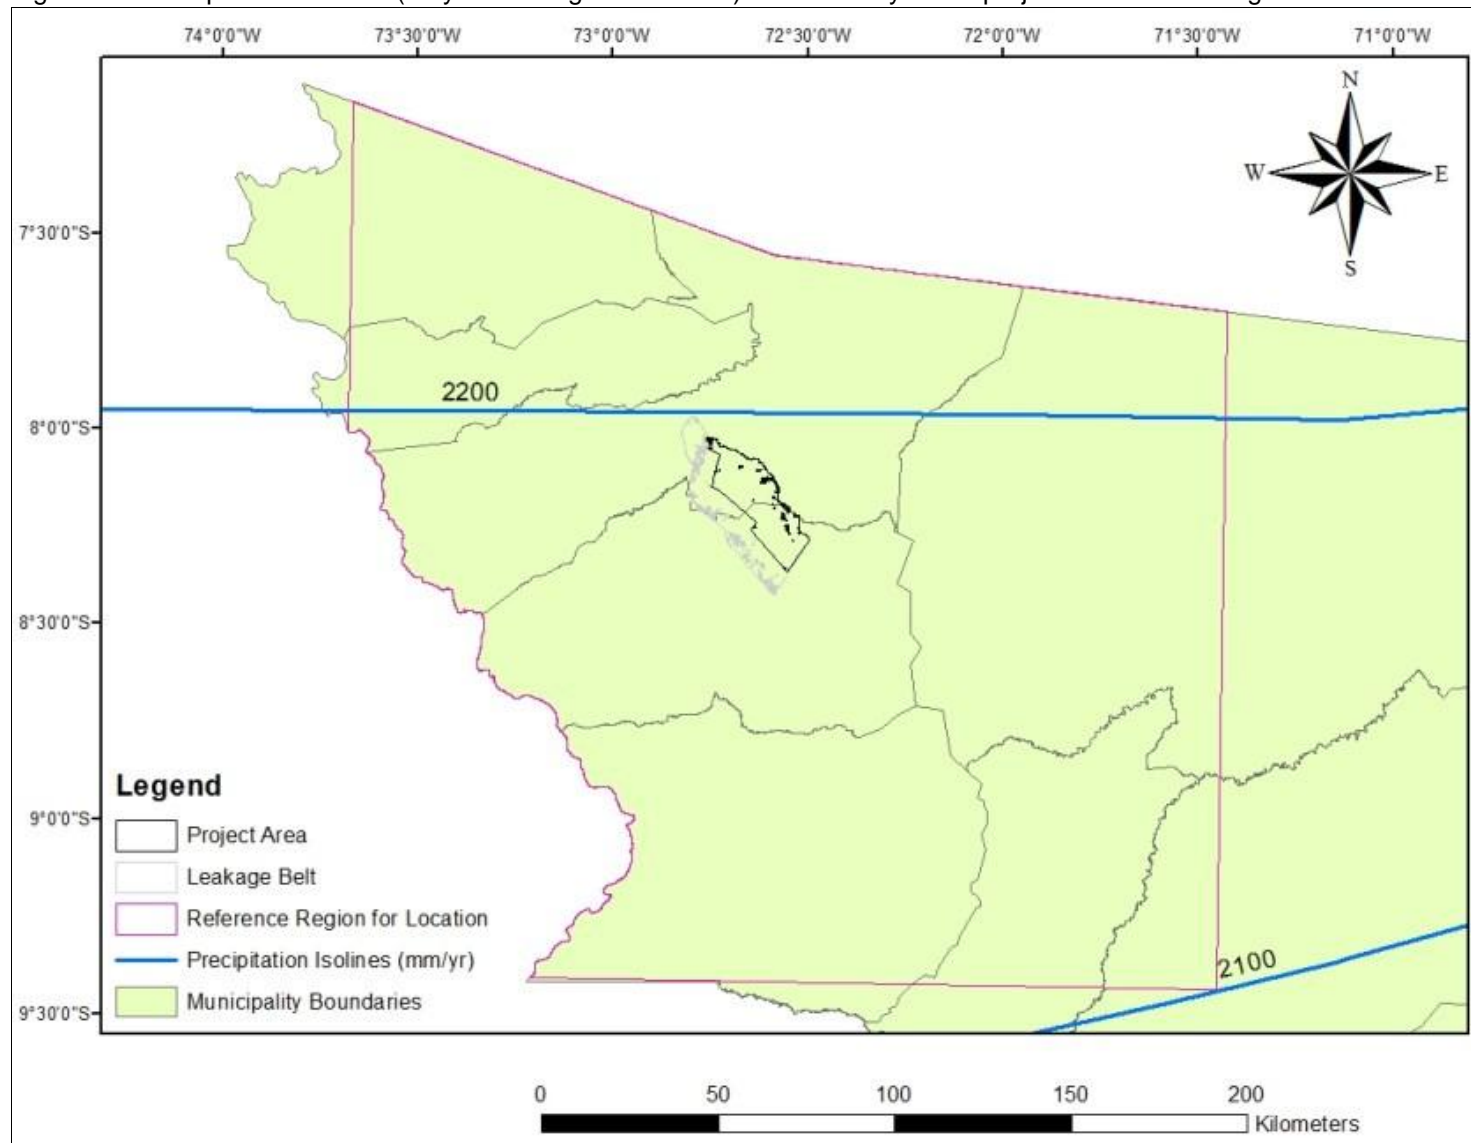 74°0'0"W 73°30'0"W 73°0'0"W 72°30'0"W 72°0'0"W 71°30'0"W 71°0'0"W
N
W E
S
7°30'0"S
2200
8°0'0"S
8°30'0"S
Legend
9°0'0"S
Project Area
Leakage Belt
Reference Region for Location
Precipitation Isolines (mm/yr)
2100
Municipality Boundaries
9°30'0"S
0 50 100 150 200
Kilometers